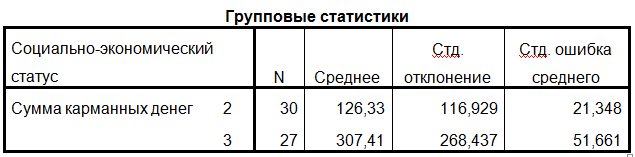 Групповые статистики
Социально-экономический Стд. Стд. ошибка
статус N Среднее отклонение среднего
Сумма карманных денег 2 30 126,33 116,929 21,348
3 27 307,41 268,437 51,661